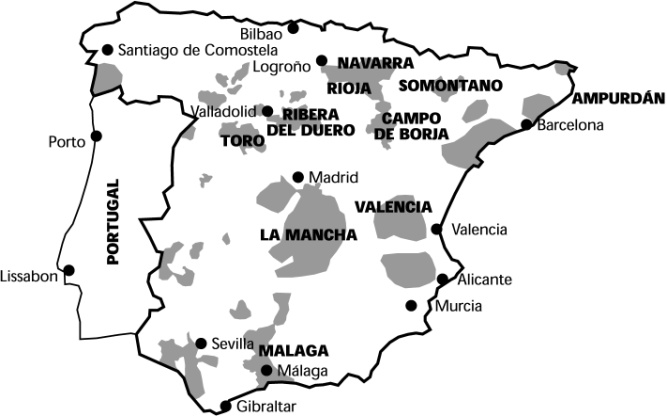 Bilbao
Santiago de Comostela
Logroño
NAVARRA
RIOJA
SOMONTANO
AMPURDÁN
Valladolid
RIBERA
DEL DUERO
CAMPO
DE BORJA
Barcelona
Porto
TORO
Madrid
PORTUGAL
VALENCIA
LA MANCHA
Valencia
Lissabon
Alicante
Murcia
Sevilla
MALAGA
Málaga
Gibraltar